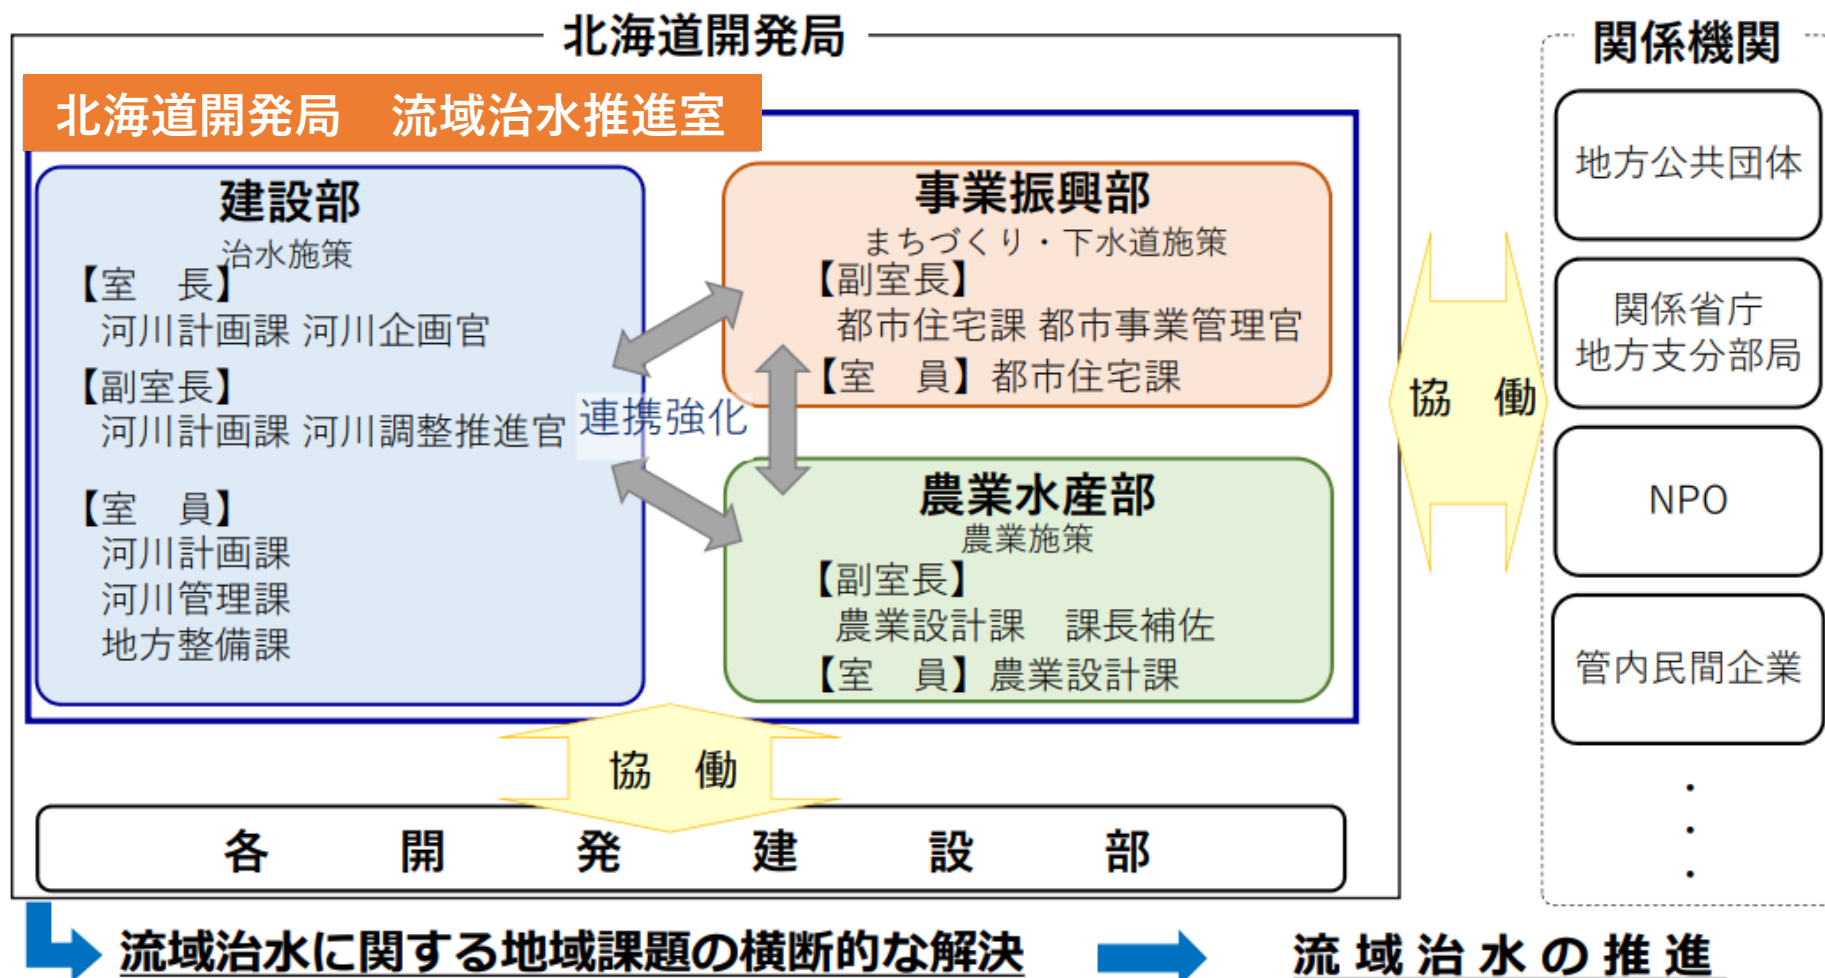 北海道開発局
北海道開発局　流域治水推進室
建設部
治水施策
【室　長】
河川計画課 河川企画官
【副室長】
河川計画課 河川調整推進官
【室　員】
河川計画課
河川管理課
地方整備課
連携強化
事業振興部
まちづくり・下水道施策
【副室長】
都市住宅課 都市事業管理官
【室　員】都市住宅課
農業水産部
農業施策
【副室長】
農業設計課　課長補佐
【室　員】農業設計課
協　働
各　開　発　建　設　部
協　働
関係機関
地方公共団体
関係省庁
地方支分部局
NPO
管内民間企業
・
・
・
流域治水に関する地域課題の横断的な解決
流域治水の推進